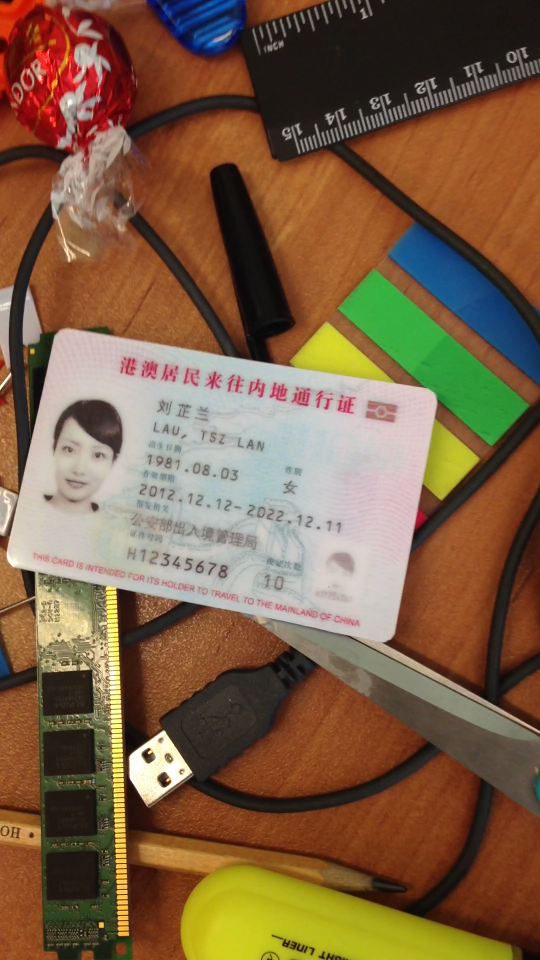 DOR
INCH
15 14 13 12 11 10
港澳居民来往内地通行证
刘芷兰
LAU, TSZ LAN
出生日期 性别
1981.08.03 女
有效期限
2012.12.12-2022.12.11
签发机关
公安部出入境管理局
证件号码 换证次数
H12345678 10
THIS CARD IS INTENDED FOR ITS HOLDER TO TRAVEL TO THE MAINLAND OF CHINA
HO
LINER